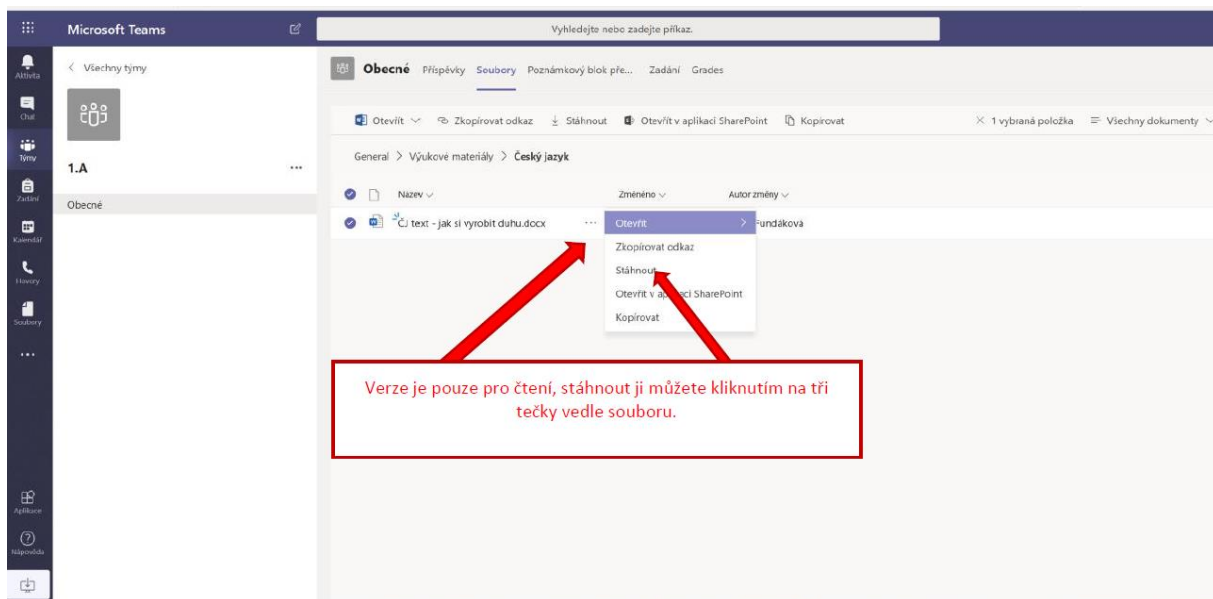 Microsoft Teams
Vyhledejte nebo zadejte příkaz.
Aktivita
Chat
Týmy
Zadání
Kalendář
Hovory
Soubory
Aplikace
Nápověda
Všechny týmy
1.A
Obecné
Obecné Příspěvky Soubory Poznámkový blok pře... Zadání Grades
Otevřít Zkopírovat odkaz Stáhnout Otevřít v aplikaci SharePoint Kopírovat 1 vybraná položka Všechny dokumenty
General > Výukové materiály > Český jazyk
Název Změněno Autor změny
ČJ text - jak si vyrobit duhu.docx ... Fundáková
Otevřít
Zkopírovat odkaz
Stáhnout
Otevřít v aplikaci SharePoint
Kopírovat
Verze je pouze pro čtení, stáhnout ji můžete kliknutím na tři
tečky vedle souboru.